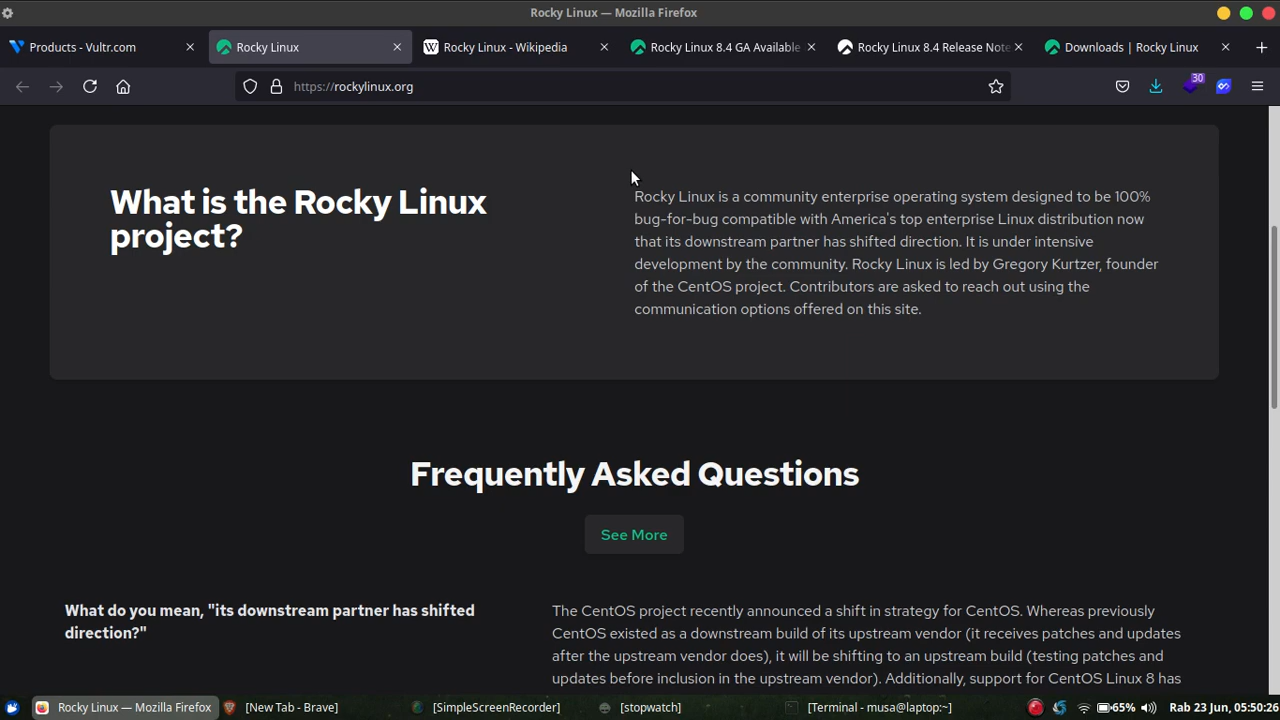 Rocky Linux — Mozilla Firefox
Products - Vultr.com
Rocky Linux
Rocky Linux - Wikipedia
Rocky Linux 8.4 GA Available
Rocky Linux 8.4 Release Note
Downloads | Rocky Linux
https://rockylinux.org
30
What is the Rocky Linux
project?
Rocky Linux is a community enterprise operating system designed to be 100%
bug-for-bug compatible with America's top enterprise Linux distribution now
that its downstream partner has shifted direction. It is under intensive
development by the community. Rocky Linux is led by Gregory Kurtzer, founder
of the CentOS project. Contributors are asked to reach out using the
communication options offered on this site.
Frequently Asked Questions
See More
What do you mean, "its downstream partner has shifted
direction?"
The CentOS project recently announced a shift in strategy for CentOS. Whereas previously
CentOS existed as a downstream build of its upstream vendor (it receives patches and updates
after the upstream vendor does), it will be shifting to an upstream build (testing patches and
updates before inclusion in the upstream vendor). Additionally, support for CentOS Linux 8 has
Rocky Linux — Mozilla Firefox
[New Tab - Brave]
[SimpleScreenRecorder]
[stopwatch]
[Terminal - musa@laptop:~]
65%
Rab 23 Jun, 05:50:26